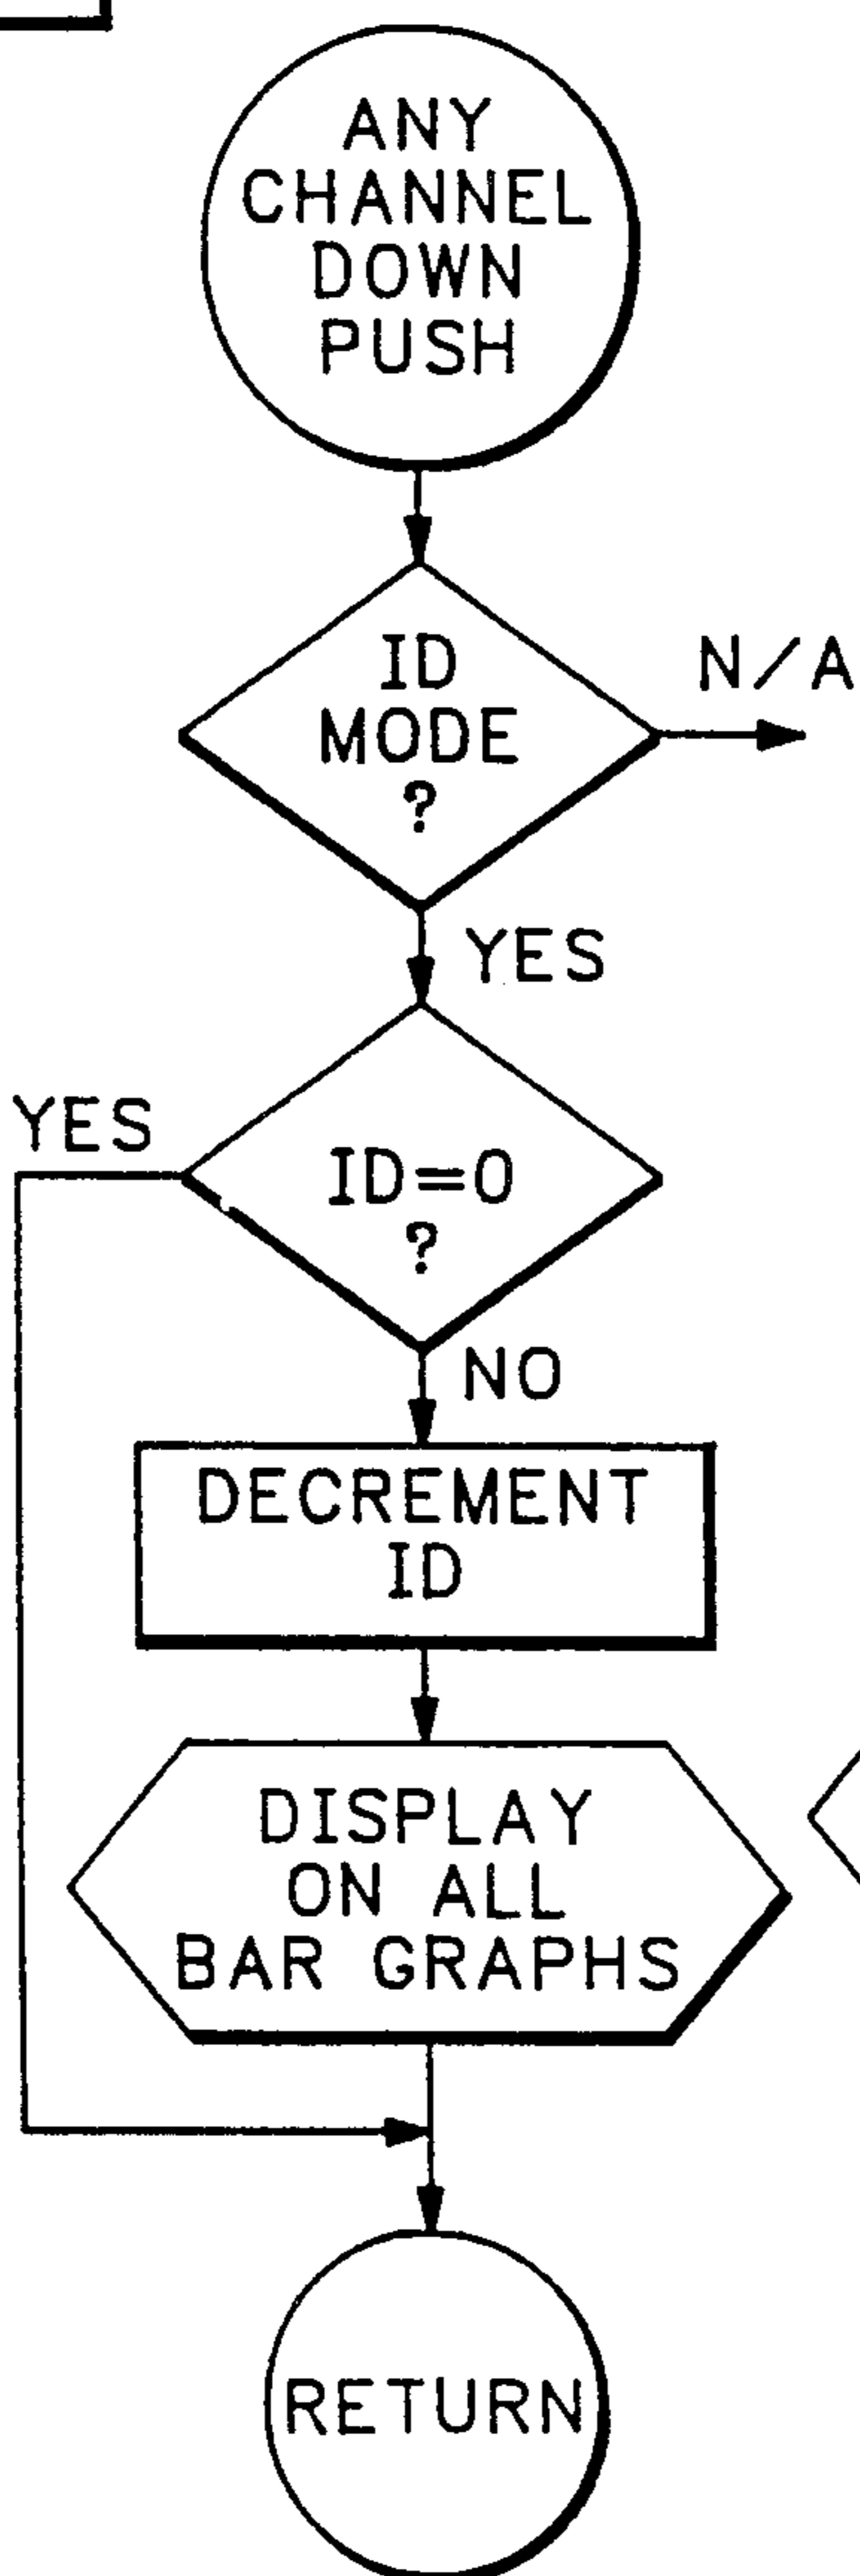 ANY
CHANNEL
DOWN
PUSH
ID
MODE
?
N/A
YES
YES
ID=0
?
NO
DECREMENT
ID
DISPLAY
ON ALL
BAR GRAPHS
RETURN